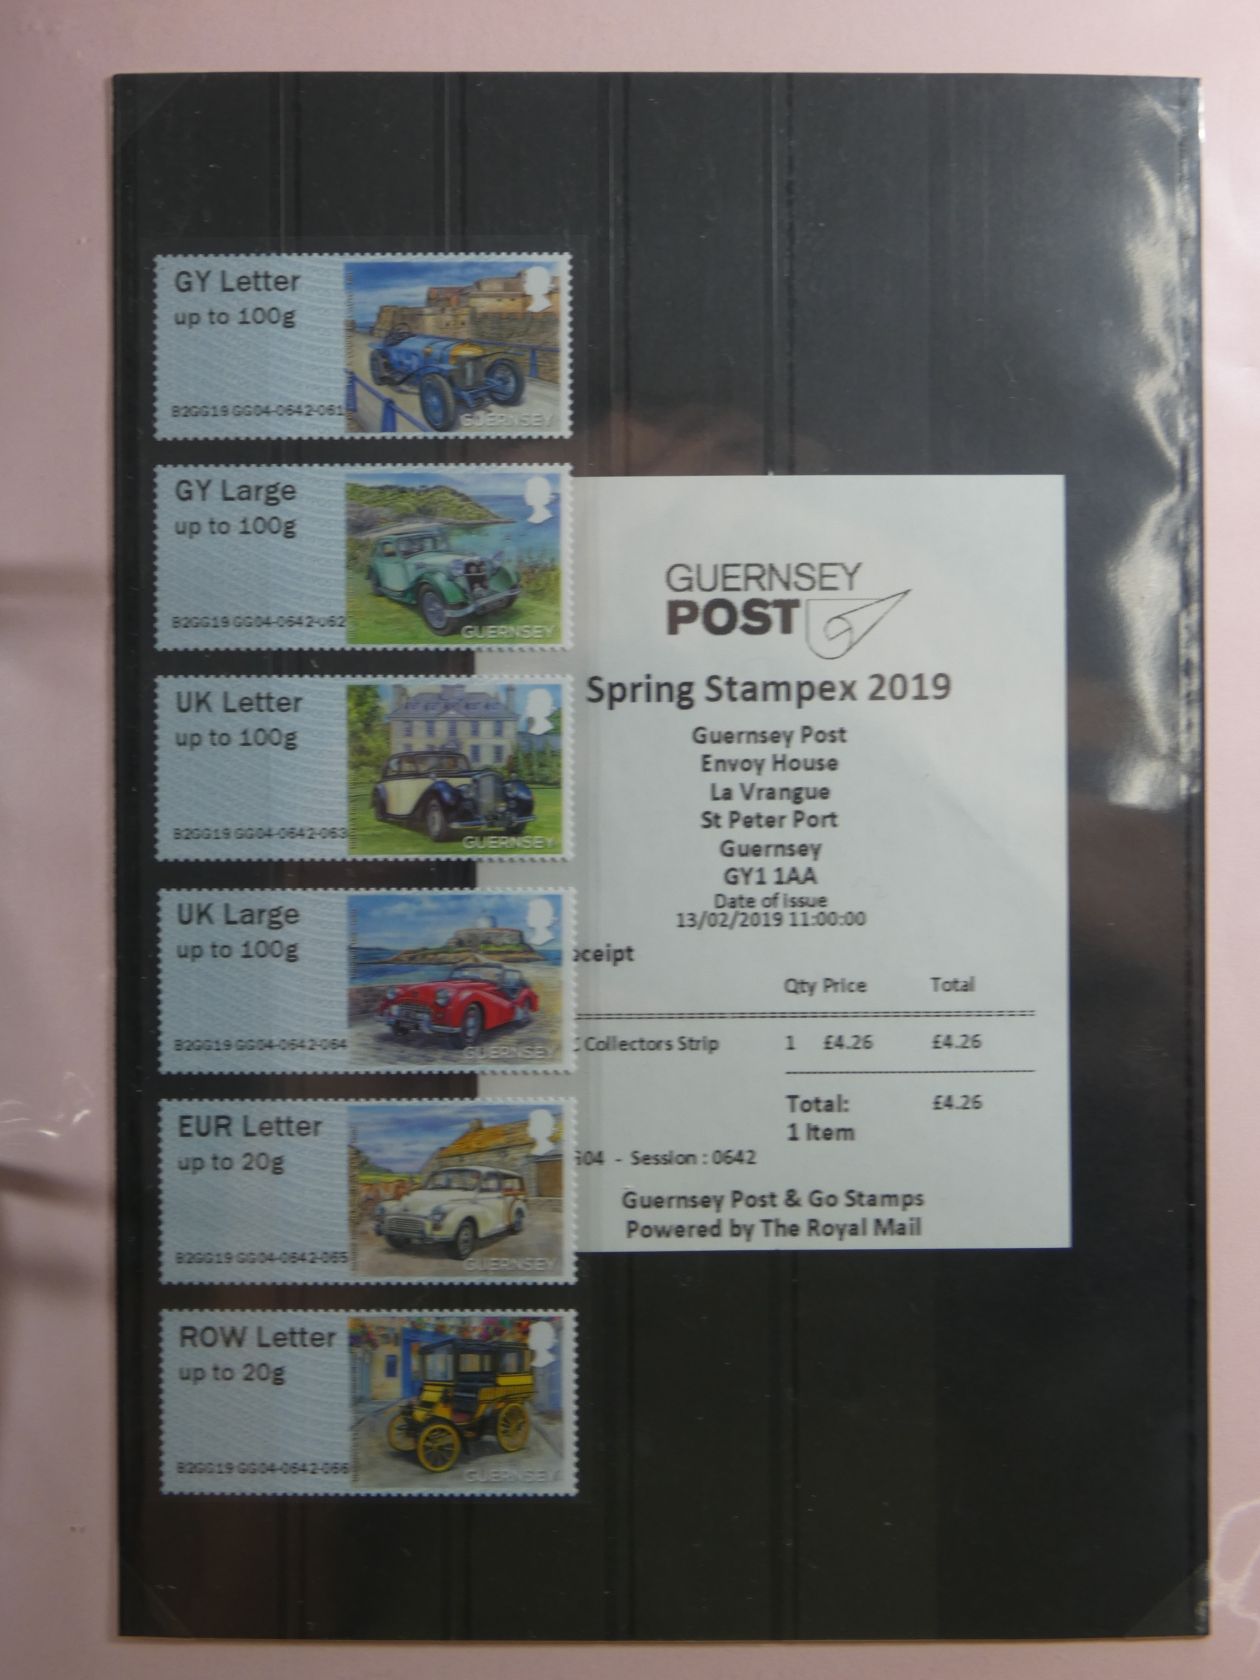 GY Letter
up to 100g
B2GG19 GG04-0642-061
GUERNSEY
GY Large
up to 100g
B2GG19 GG04-0642-062
GUERNSEY
UK Letter
up to 100g
B2GG19 GG04-0642-063
GUERNSEY
UK Large
up to 100g
B2GG19 GG04-0642-064
GUERNSEY
EUR Letter
up to 20g
B2GG19 GG04-0642-065
GUERNSEY
ROW Letter
up to 20g
B2GG19 GG04-0642-066
GUERNSEY
GUERNSEY
POST
Spring Stampex 2019
Guernsey Post
Envoy House
La Vrangue
St Peter Port
Guernsey
GY1 1AA
Date of issue
13/02/2019 11:00:00
ceipt
Qty Price Total
Collectors Strip 1 £4.26 £4.26
Total: £4.26
1 Item
04 - Session : 0642
Guernsey Post & Go Stamps
Powered by The Royal Mail